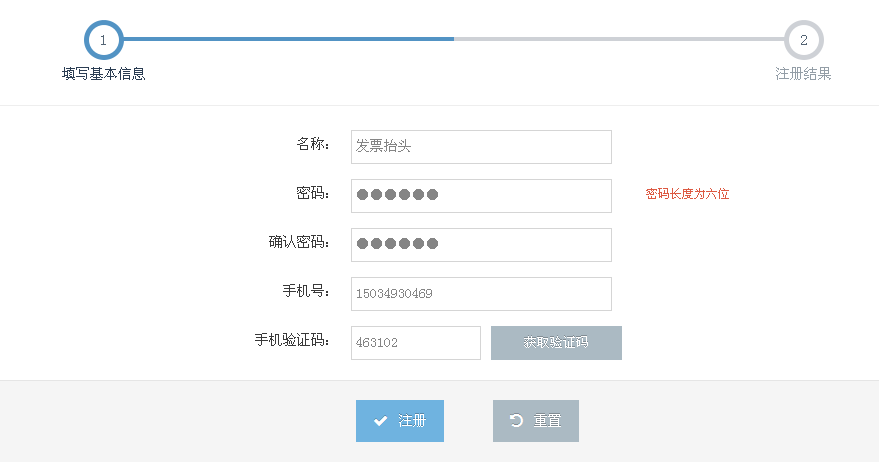 1
2
填写基本信息
注册结果
名称：
发票抬头
密码：
●●●●●●
密码长度为六位
确认密码：
●●●●●●
手机号：
15034930469
手机验证码：
463102
获取验证码
注册
重置